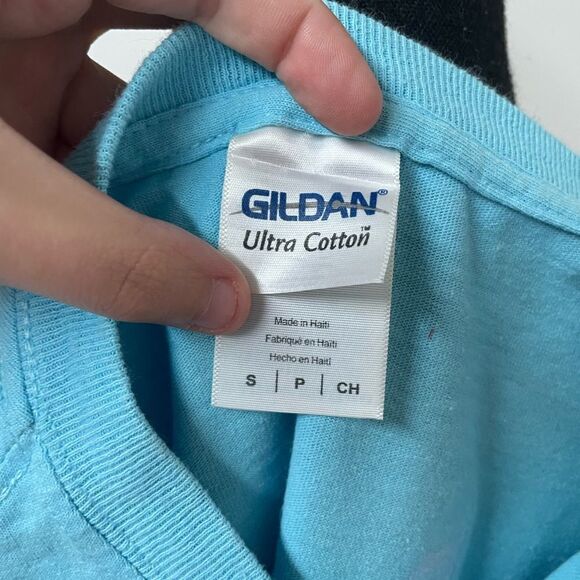 GILDAN®
Ultra Cotton™
Made in Haiti
Fabriqué en Haïti
Hecho en Haití
S | P | CH